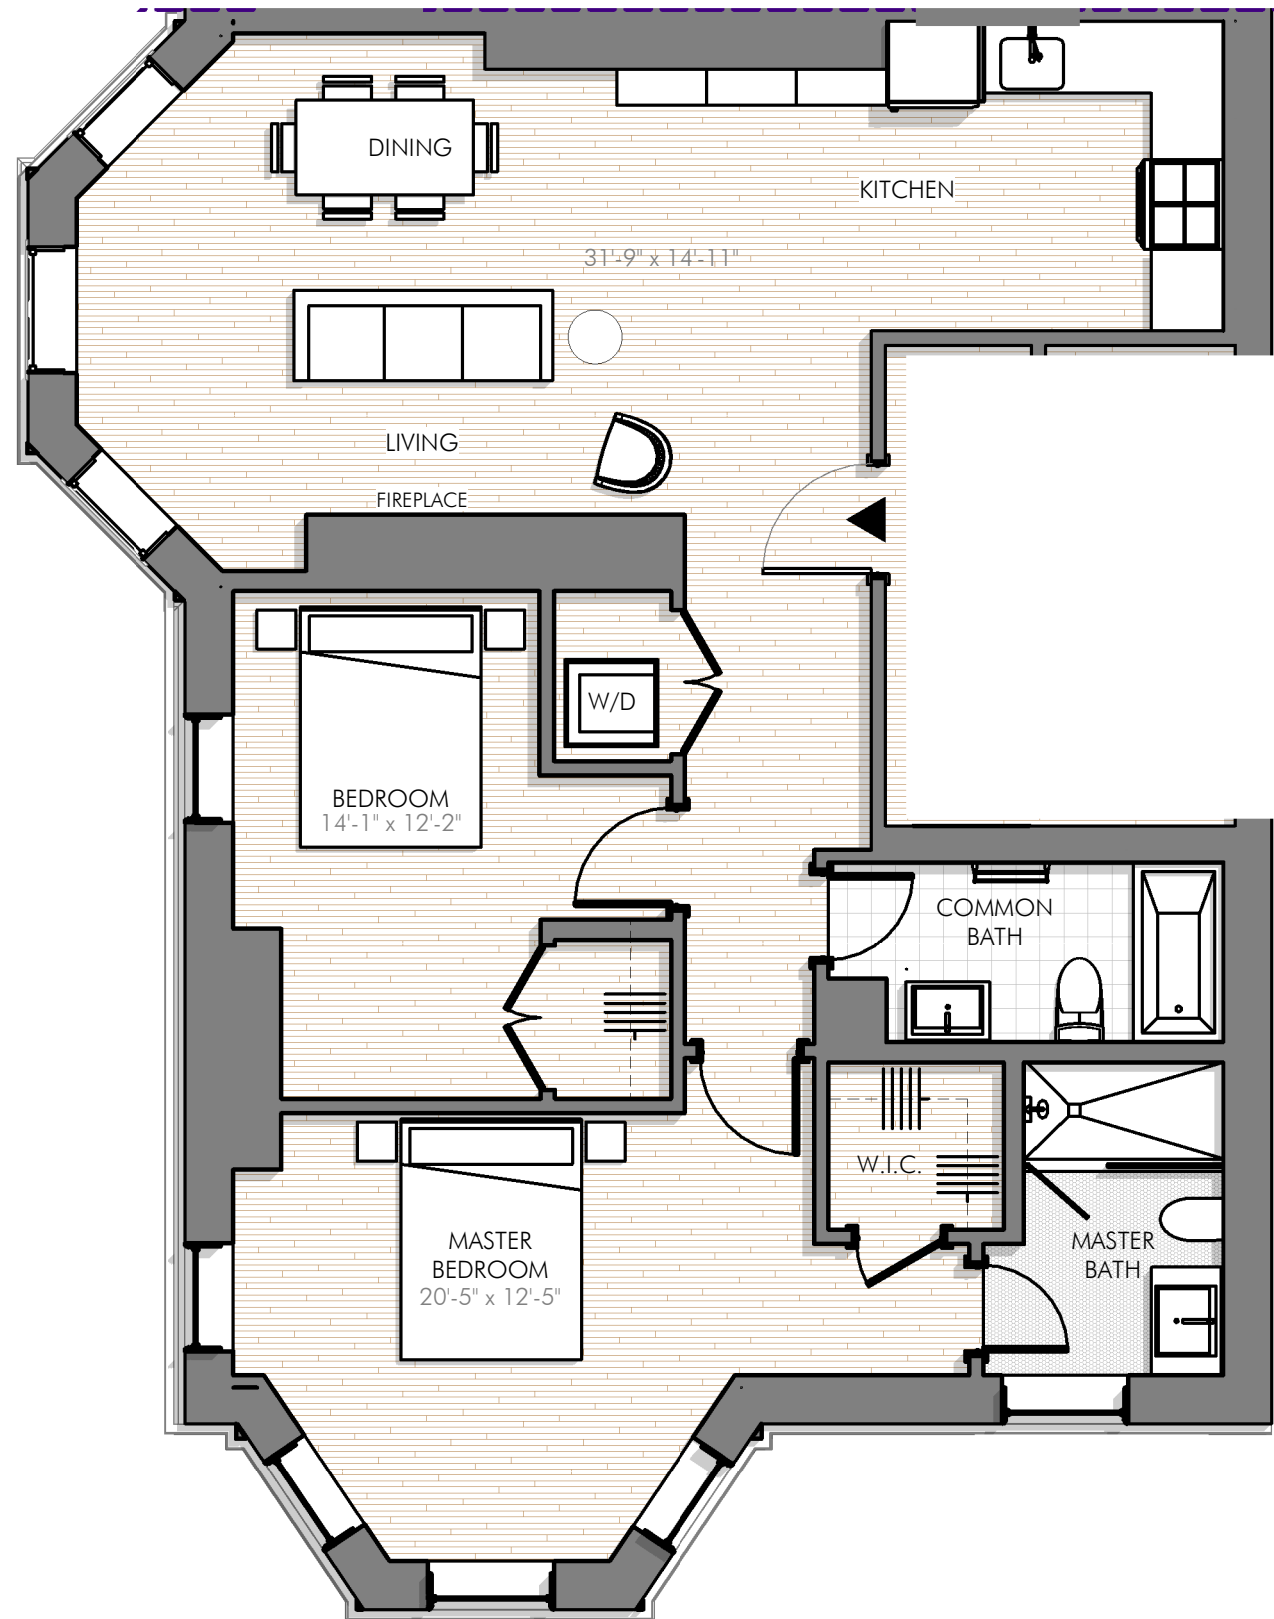 DINING
KITCHEN
31'-9" x 14'-11"
LIVING
FIREPLACE
W/D
BEDROOM
14'-1" x 12'-2"
COMMON
BATH
W.I.C.
MASTER
BEDROOM
20'-5" x 12'-5"
MASTER
BATH